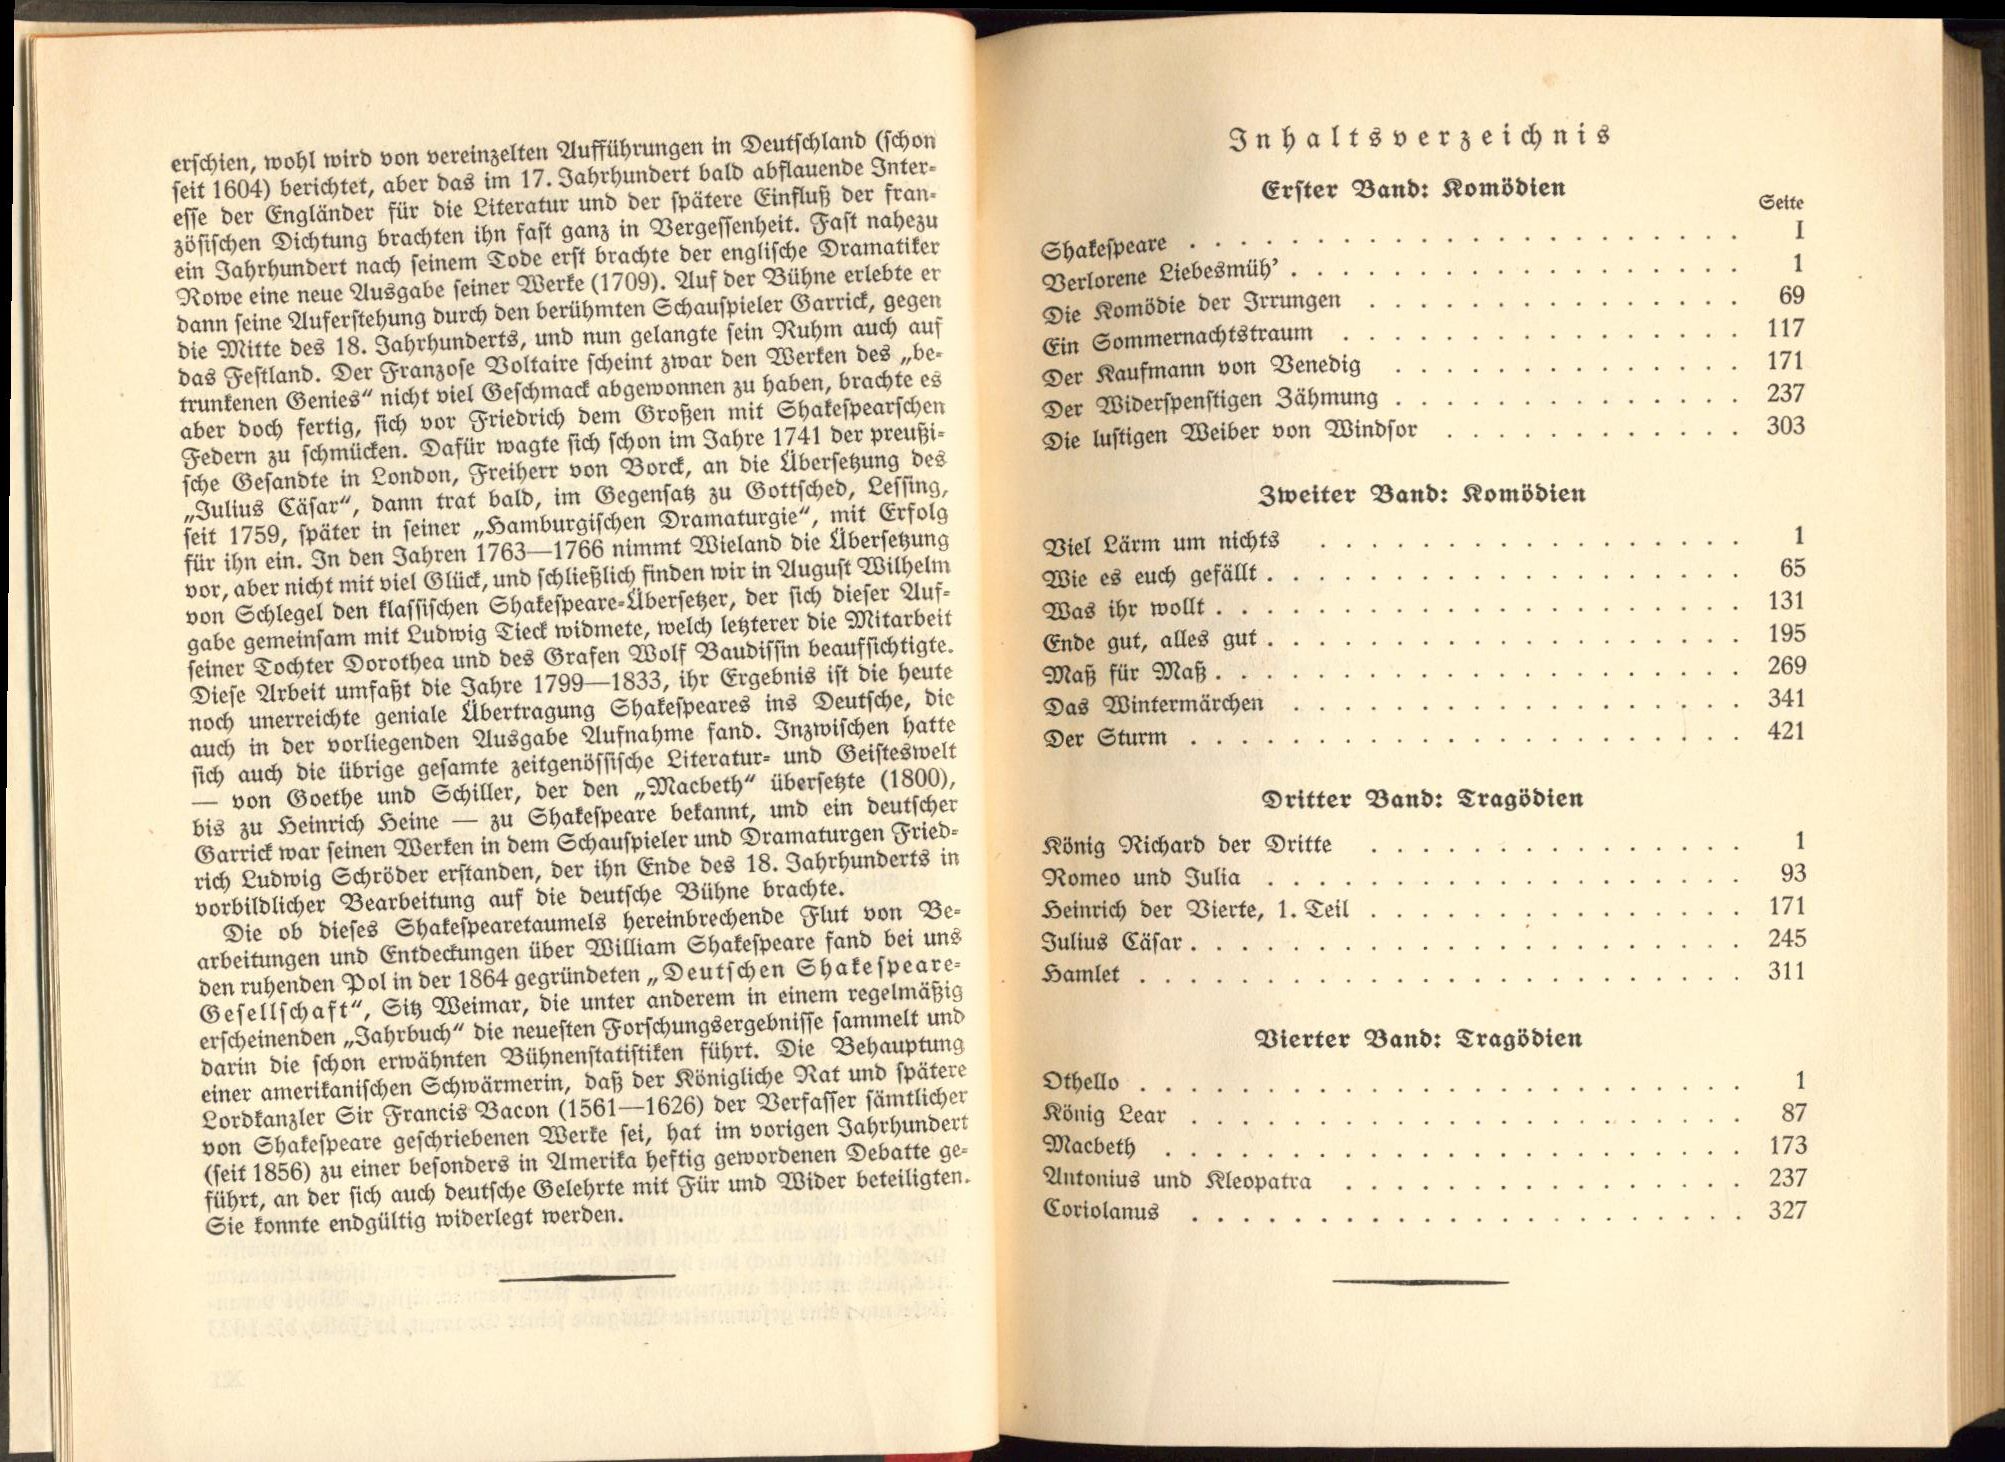 erschien, wohl wird von vereinzelten Aufführungen in Deutschland (schon
seit 1604) berichtet, aber das im 17. Jahrhundert bald abflauende Inter-
esse der Engländer für die Literatur und der spätere Einfluß der fran-
zösischen Dichtung brachten ihn fast ganz in Vergessenheit. Fast nahezu
ein Jahrhundert nach seinem Tode erst brachte der englische Dramatiker
Rowe eine neue Ausgabe seiner Werke (1709). Auf der Bühne erlebte er
dann seine Auferstehung durch den berühmten Schauspieler Garrick, gegen
die Mitte des 18. Jahrhunderts, und nun gelangte sein Ruhm auch auf
das Festland. Der Franzose Voltaire scheint zwar den Werken des „be-
trunkenen Genies“ nicht viel Geschmack abgewonnen zu haben, brachte es
aber doch fertig, sich vor Friedrich dem Großen mit Shakespearschen
Federn zu schmücken. Dafür wagte sich schon im Jahre 1741 der preußi-
sche Gesandte in London, Freiherr von Borck, an die Übersetzung des
„Julius Cäsar“, dann trat bald, im Gegensatz zu Gottsched, Lessing,
seit 1759, später in seiner „Hamburgischen Dramaturgie“, mit Erfolg
für ihn ein. In den Jahren 1763—1766 nimmt Wieland die Übersetzung
vor, aber nicht mit viel Glück, und schließlich finden wir in August Wilhelm
von Schlegel den klassischen Shakespeare-Übersetzer, der sich dieser Auf-
gabe gemeinsam mit Ludwig Tieck widmete, welch letzterer die Mitarbeit
seiner Tochter Dorothea und des Grafen Wolf Baudissin beaufsichtigte.
Diese Arbeit umfaßt die Jahre 1799—1833, ihr Ergebnis ist die heute
noch unerreichte geniale Übertragung Shakespeares ins Deutsche, die
auch in der vorliegenden Ausgabe Aufnahme fand. Inzwischen hatte
sich auch die übrige gesamte zeitgenössische Literatur- und Geisteswelt
— von Goethe und Schiller, der den „Macbeth“ übersetzte (1800),
bis zu Heinrich Heine — zu Shakespeare bekannt, und ein deutscher
Garrick war seinen Werken in dem Schauspieler und Dramaturgen Fried-
rich Ludwig Schröder erstanden, der ihn Ende des 18. Jahrhunderts in
vorbildlicher Bearbeitung auf die deutsche Bühne brachte.
Die ob dieses Shakespearetaumels hereinbrechende Flut von Be-
arbeitungen und Entdeckungen über William Shakespeare fand bei uns
den ruhenden Pol in der 1864 gegründeten „Deutschen Shakespeare-
Gesellschaft“, Sitz Weimar, die unter anderem in einem regelmäßig
erscheinenden „Jahrbuch“ die neuesten Forschungsergebnisse sammelt und
darin die schon erwähnten Bühnenstatistiken führt. Die Behauptung
einer amerikanischen Schwärmerin, daß der Königliche Rat und spätere
Lordkanzler Sir Francis Bacon (1561—1626) der Verfasser sämtlicher
von Shakespeare geschriebenen Werke sei, hat im vorigen Jahrhundert
(seit 1856) zu einer besonders in Amerika heftig gewordenen Debatte ge-
führt, an der sich auch deutsche Gelehrte mit Für und Wider beteiligten.
Sie konnte endgültig widerlegt werden.
Inhaltsverzeichnis
Erster Band: Komödien
Seite
Shakespeare . . . . . I
Verlorene Liebesmüh’ . . . . . 1
Die Komödie der Irrungen . . . . . 69
Ein Sommernachtstraum . . . . . 117
Der Kaufmann von Venedig . . . . . 171
Der Widerspenstigen Zähmung . . . . . 237
Die lustigen Weiber von Windsor . . . . . 303
Zweiter Band: Komödien
Viel Lärm um nichts . . . . . 1
Wie es euch gefällt . . . . . 65
Was ihr wollt . . . . . 131
Ende gut, alles gut . . . . . 195
Maß für Maß . . . . . 269
Das Wintermärchen . . . . . 341
Der Sturm . . . . . 421
Dritter Band: Tragödien
König Richard der Dritte . . . . . 1
Romeo und Julia . . . . . 93
Heinrich der Vierte, 1. Teil . . . . . 171
Julius Cäsar . . . . . 245
Hamlet . . . . . 311
Vierter Band: Tragödien
Othello . . . . . 1
König Lear . . . . . 87
Macbeth . . . . . 173
Antonius und Kleopatra . . . . . 237
Coriolanus . . . . . 327